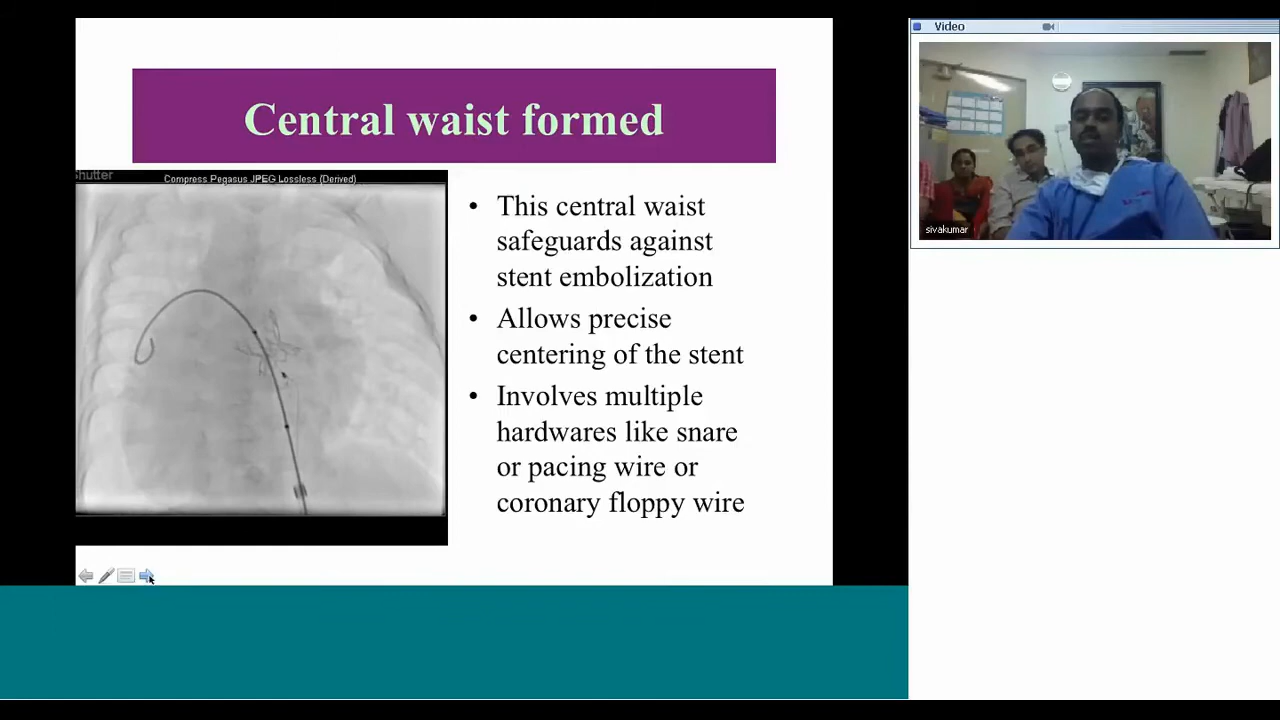 Video
Central waist formed
Shutter
Compress Pegasus JPEG Lossless (Derived)
• This central waist
safeguards against
stent embolization
• Allows precise
centering of the stent
• Involves multiple
hardwares like snare
or pacing wire or
coronary floppy wire
sivakumar